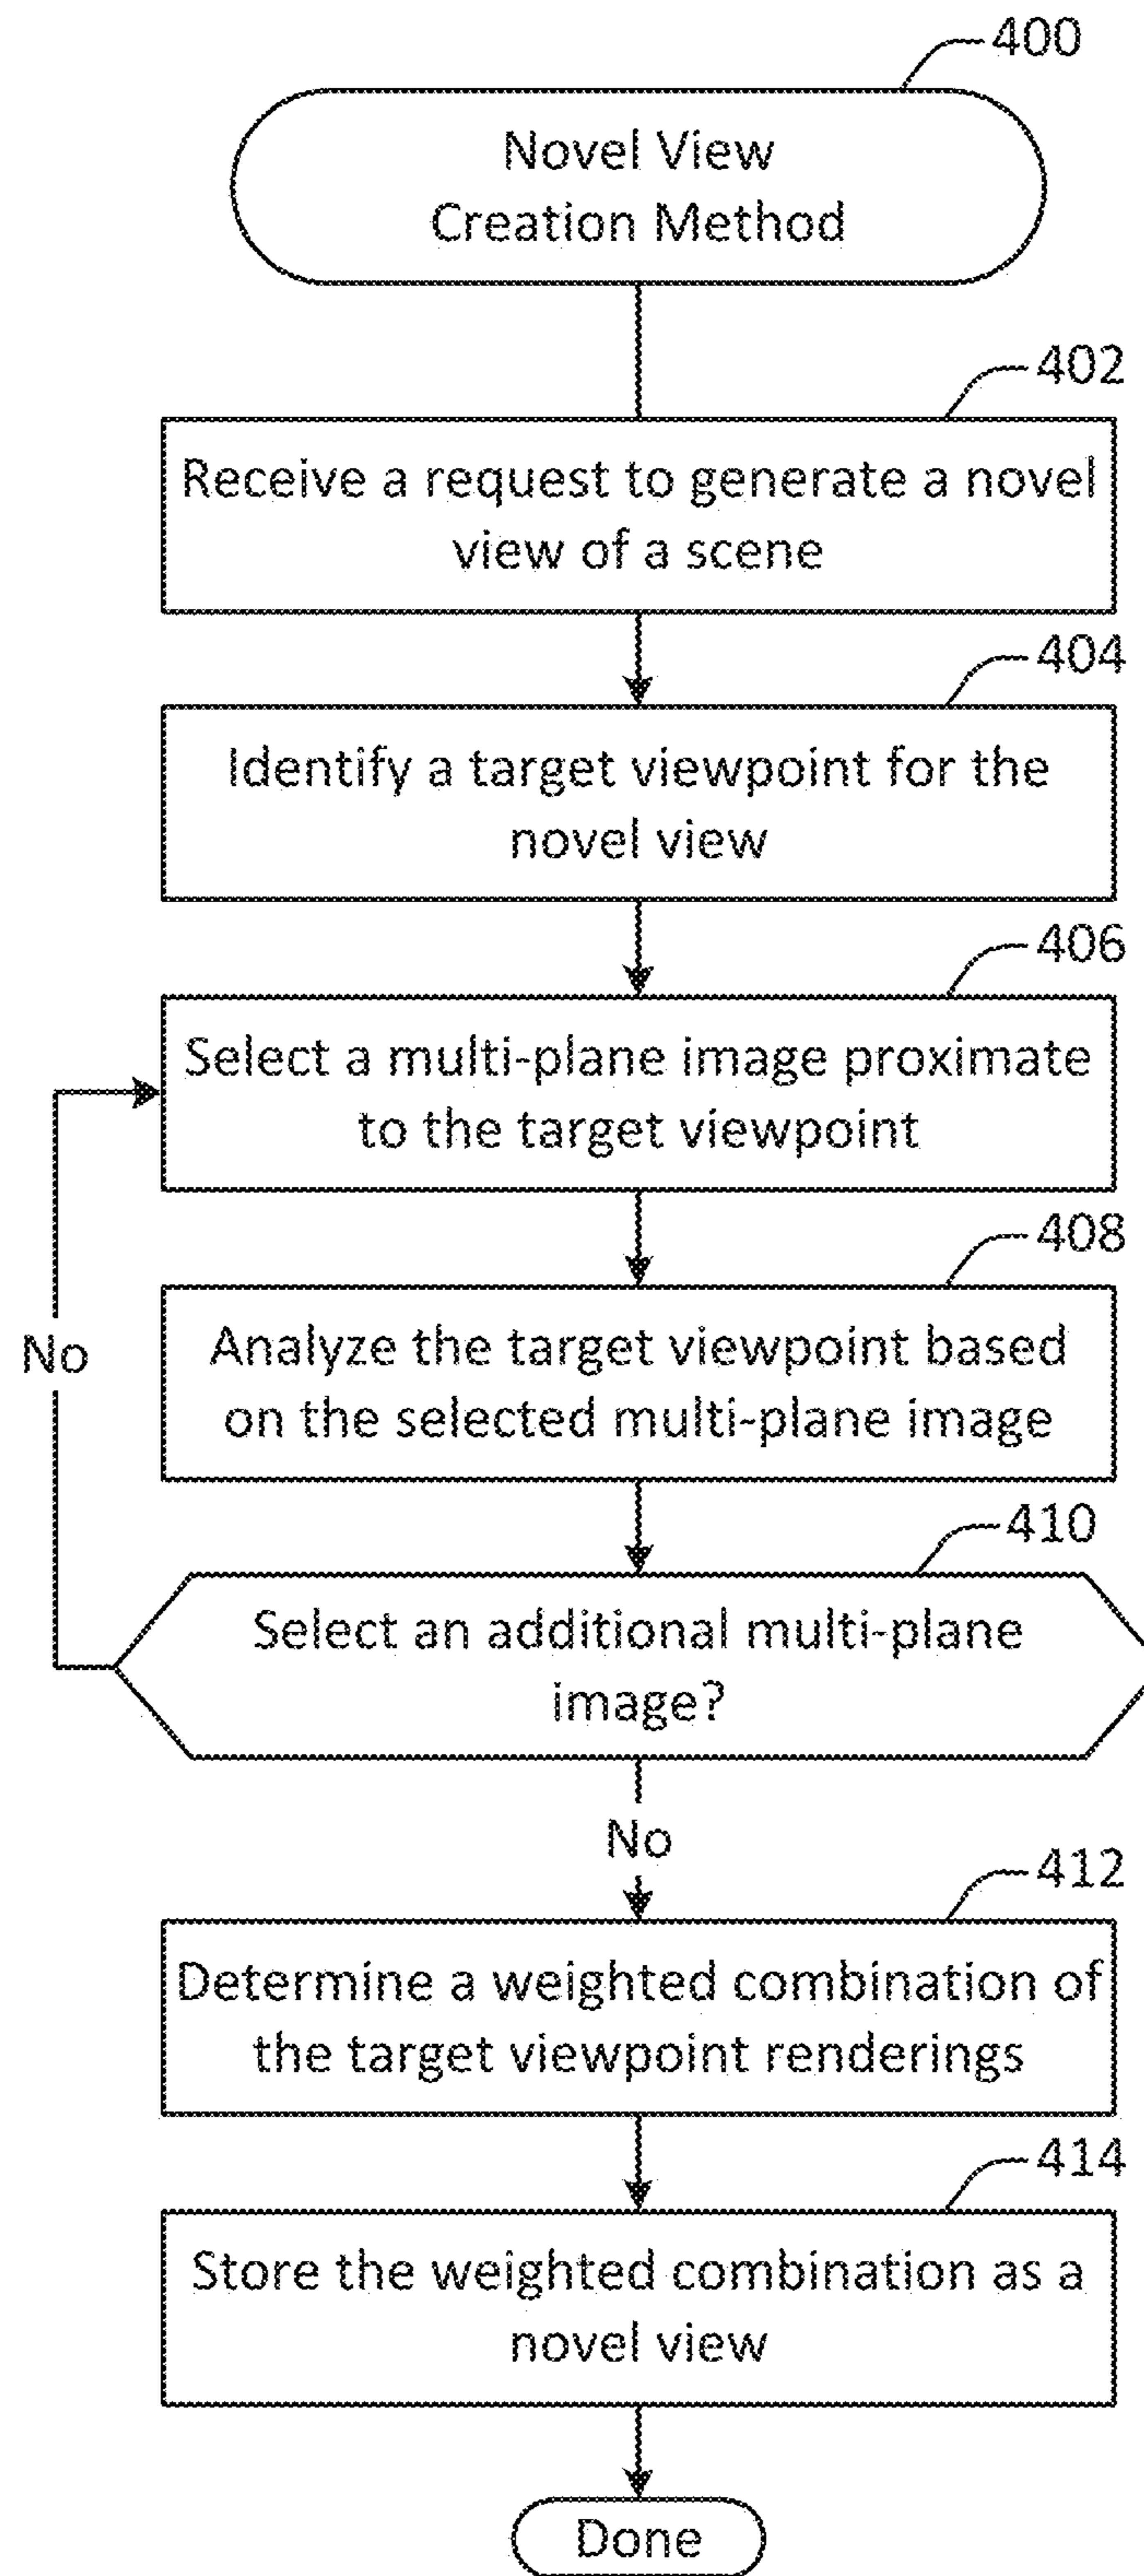 400
Novel View
Creation Method
402
Receive a request to generate a novel
view of a scene
404
Identify a target viewpoint for the
novel view
406
Select a multi-plane image proximate
to the target viewpoint
408
Analyze the target viewpoint based
on the selected multi-plane image
No
410
Select an additional multi-plane
image?
No
412
Determine a weighted combination of
the target viewpoint renderings
414
Store the weighted combination as a
novel view
Done